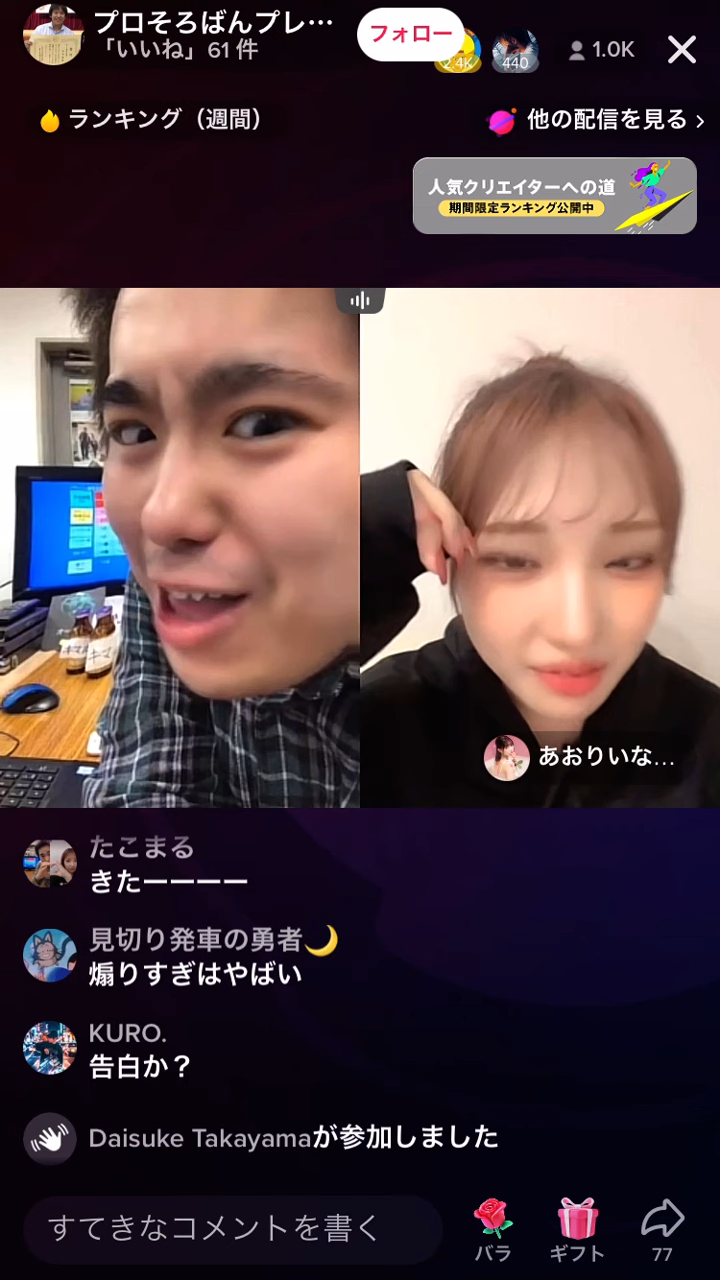 プロそろばんプレ…
「いいね」61 件
フォロー
2.4K
440
1.0K
ランキング（週間）
他の配信を見る
人気クリエイターへの道
期間限定ランキング公開中
あおりいな…
たこまる
きたーーーー
見切り発車の勇者🌙
煽りすぎはやばい
KURO.
告白か？
Daisuke Takayamaが参加しました
すてきなコメントを書く
バラ
ギフト
77